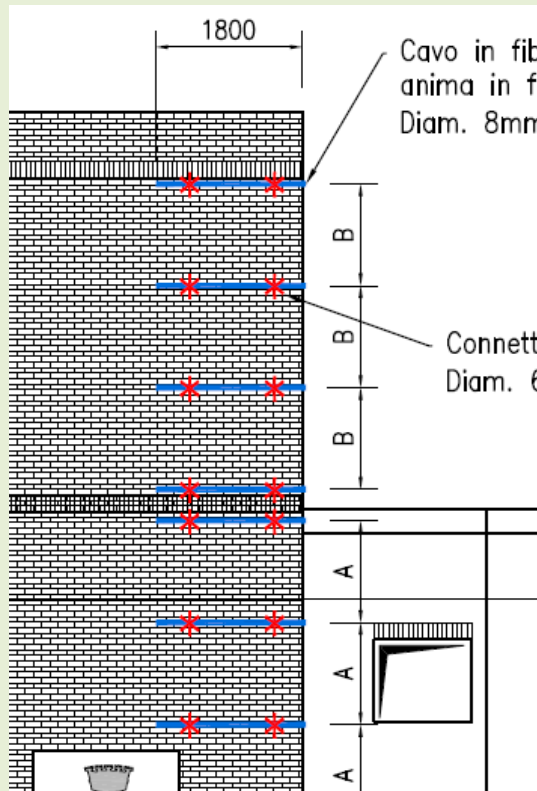 1800
Cavo in fib
anima in f
Diam. 8mm
B
B
Connett
Diam. 6
B
A
A
A